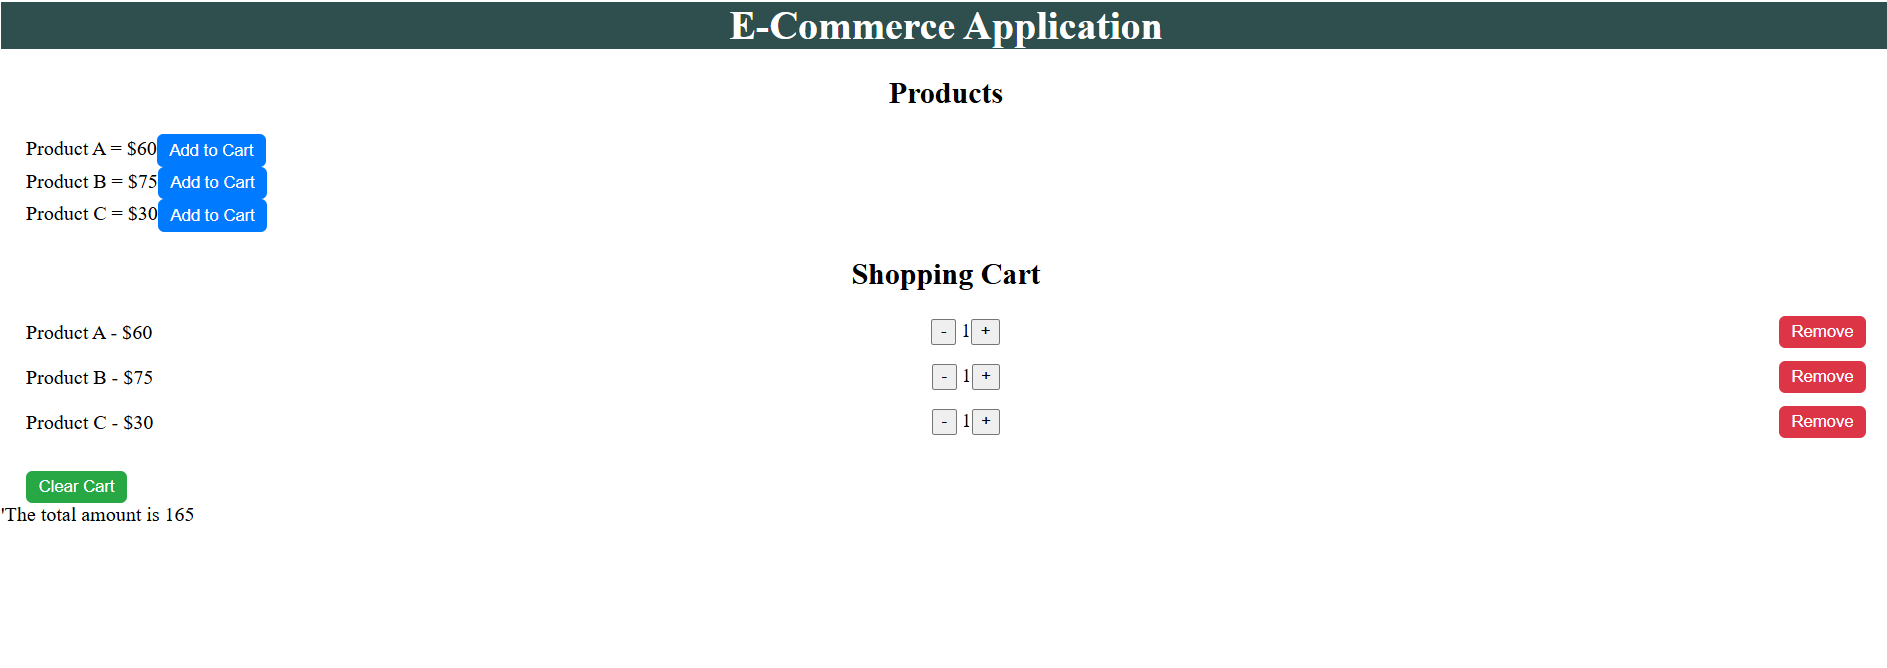 E-Commerce Application
Products
Product A = $60 Add to Cart
Product B = $75 Add to Cart
Product C = $30 Add to Cart
Shopping Cart
Product A - $60 - 1 + Remove
Product B - $75 - 1 + Remove
Product C - $30 - 1 + Remove
Clear Cart
'The total amount is 165